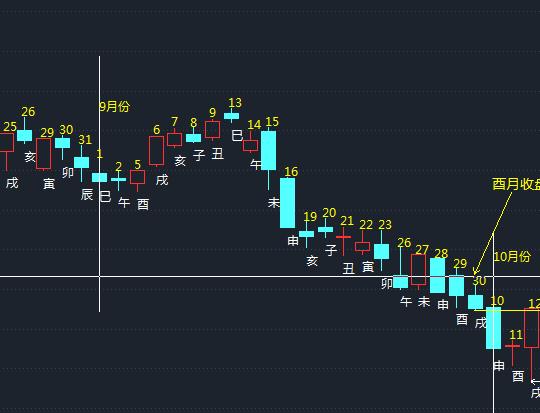 9月份
25
26
29
30
31
1
2
5
6
7
8
9
13
14
15
16
19
20
21
22
23
26
27
28
29
30
10
11
12
戌
亥
寅
卯
辰
巳
午
酉
戌
亥
子
丑
巳
午
未
申
亥
子
丑
寅
卯
午
未
申
酉
戌
申
酉
戌
酉月收盘
10月份